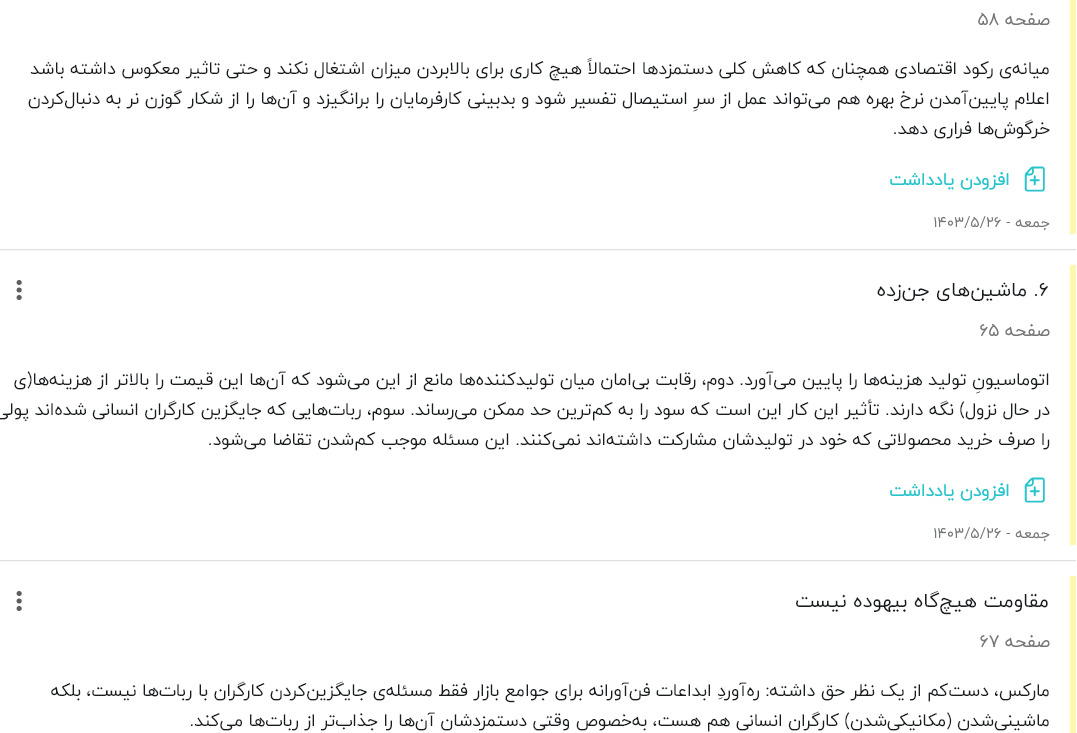 صفحه ۵۸
میانه‌ی رکود اقتصادی همچنان که کاهش کلی دستمزدها احتمالاً هیچ کاری برای بالابردن میزان اشتغال نکند و حتی تاثیر معکوس داشته باشد
اعلام پایین‌آمدن نرخ بهره هم می‌تواند عمل از سرِ استیصال تفسیر شود و بدبینی کارفرمایان را برانگیزد و آن‌ها را از شکار گوزن نر به دنبال‌کردن
خرگوش‌ها فراری دهد.
افزودن یادداشت
جمعه - ۱۴۰۳/۵/۲۶
۶. ماشین‌های جن‌زده
صفحه ۶۵
اتوماسیونِ تولید هزینه‌ها را پایین می‌آورد. دوم، رقابت بی‌امان میان تولیدکننده‌ها مانع از این می‌شود که آن‌ها این قیمت را بالاتر از هزینه‌ها(ی
در حال نزول) نگه دارند. تأثیر این کار این است که سود را به کم‌ترین حد ممکن می‌رساند. سوم، ربات‌هایی که جایگزین کارگران انسانی شده‌اند پولی
را صرف خرید محصولاتی که خود در تولیدشان مشارکت داشته‌اند نمی‌کنند. این مسئله موجب کم‌شدن تقاضا می‌شود.
افزودن یادداشت
جمعه - ۱۴۰۳/۵/۲۶
مقاومت هیچ‌گاه بیهوده نیست
صفحه ۶۷
مارکس، دست‌کم از یک نظر حق داشته: ره‌آوردِ ابداعات فن‌آورانه برای جوامع بازار فقط مسئله‌ی جایگزین‌کردن کارگران با ربات‌ها نیست، بلکه
ماشینی‌شدن (مکانیکی‌شدن) کارگران انسانی هم هست، به‌خصوص وقتی دستمزدشان آن‌ها را جذاب‌تر از ربات‌ها می‌کند.